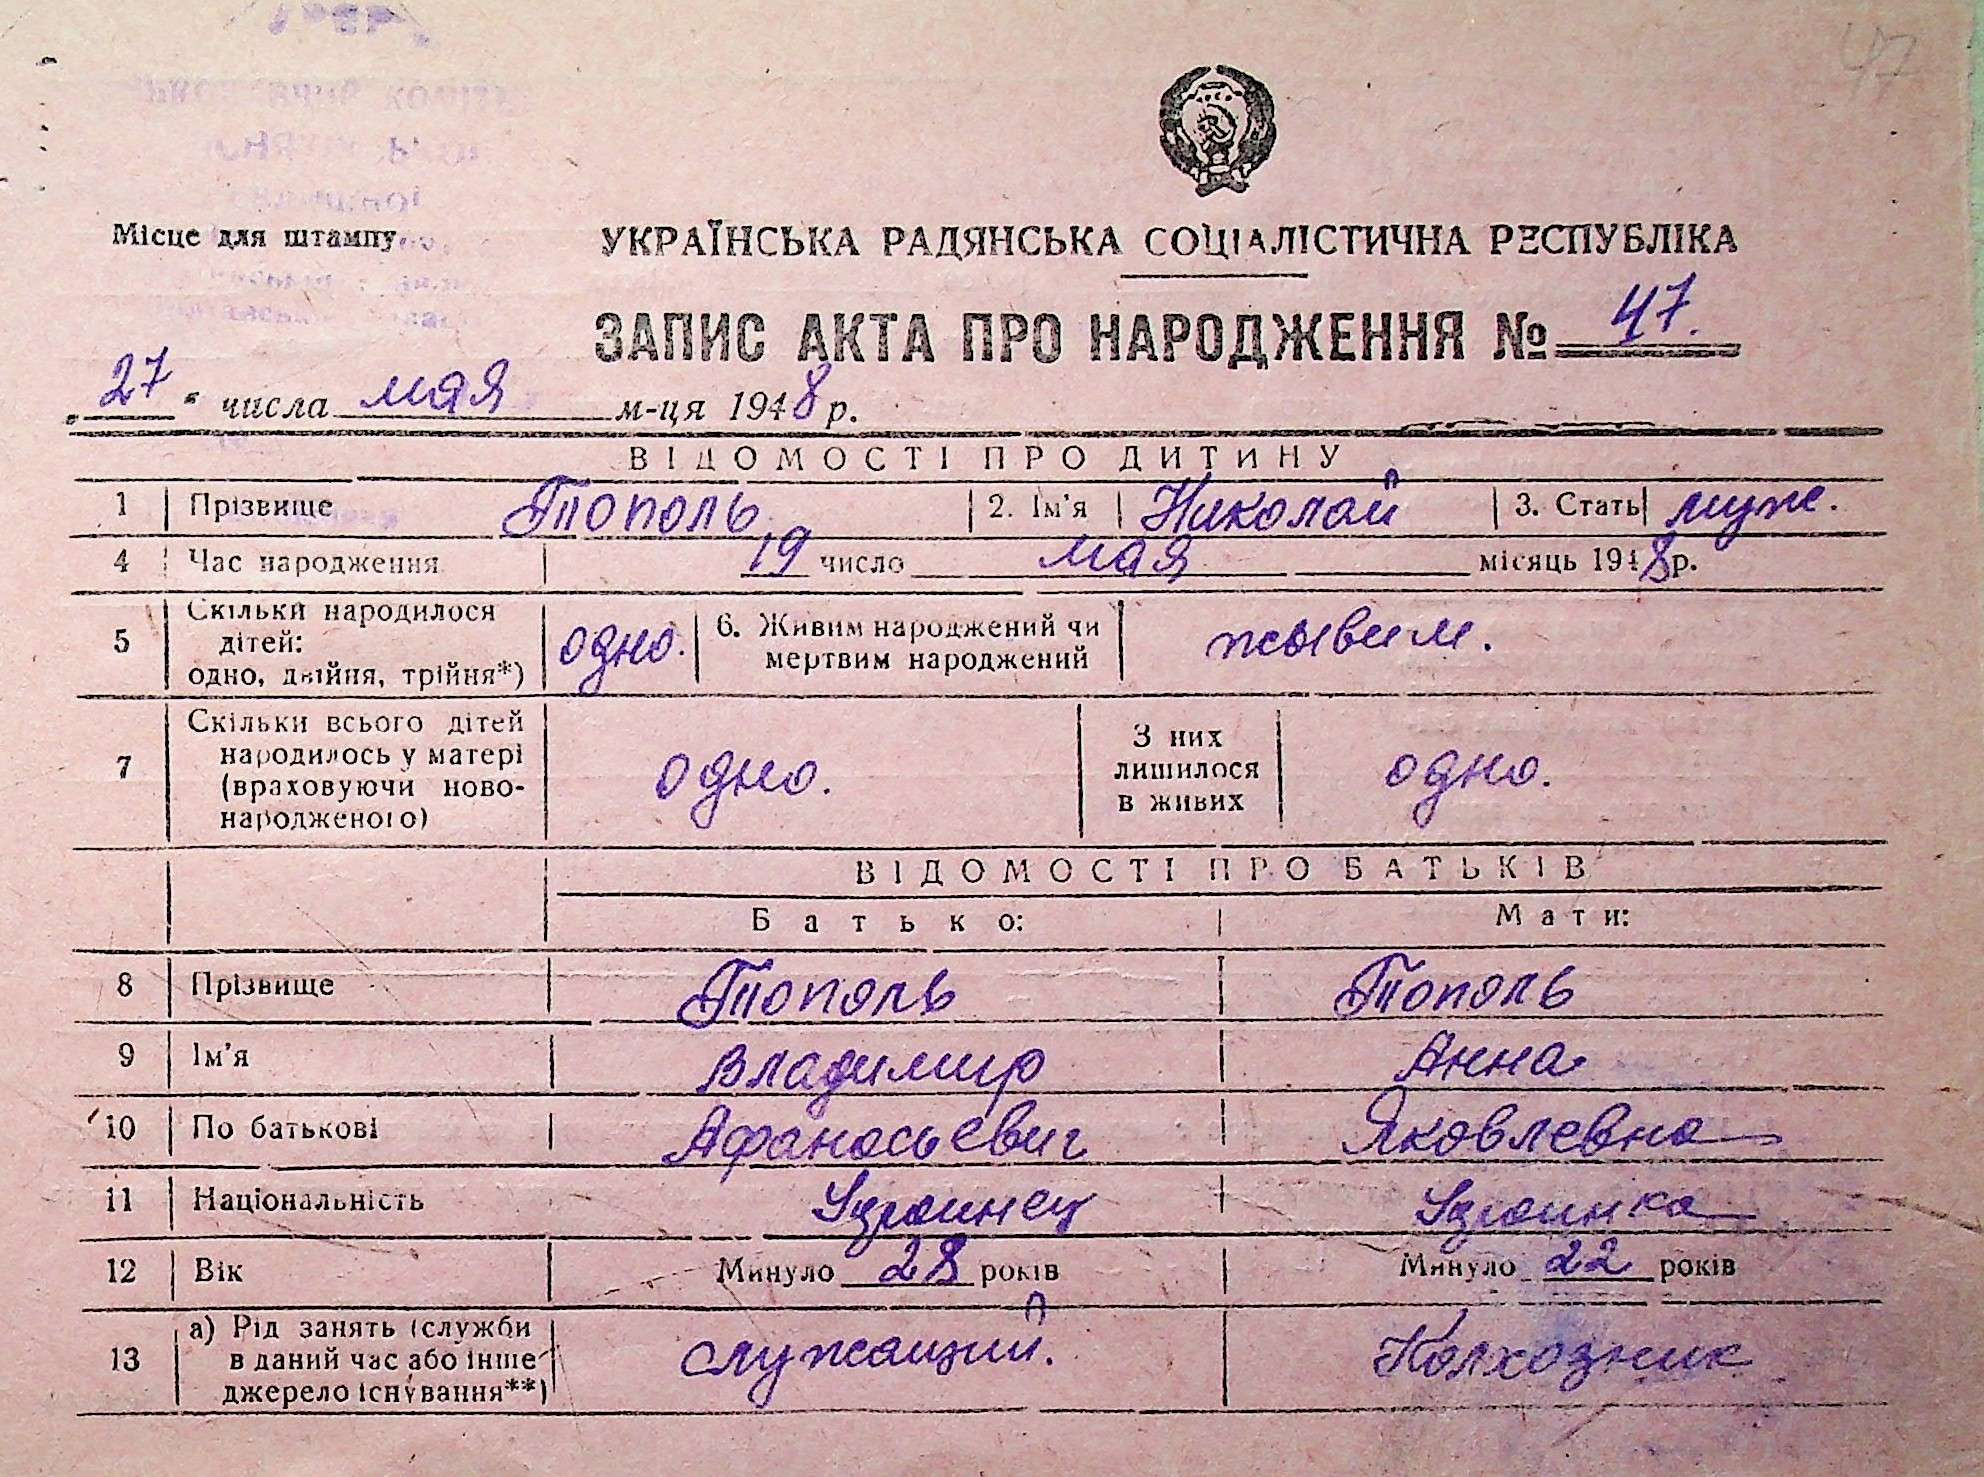 47
Місце для штампу
УКРАЇНСЬКА РАДЯНСЬКА СОЦІАЛІСТИЧНА РЕСПУБЛІКА
ЗАПИС АКТА ПРО НАРОДЖЕННЯ № 47.
„27" числа мая м-ця 1948 р.
ВІДОМОСТІ ПРО ДИТИНУ
1 Прізвище Тополь 2. Ім'я Николай 3. Стать муж.
4 Час народження 19 число мая місяць 1948 р.
5 Скільки народилося дітей: одно, двійня, трійня*) одно. 6. Живим народжений чи мертвим народжений жывим.
7 Скільки всього дітей народилось у матері (враховуючи ново-народженого) одно. З них лишилося в живих одно.
ВІДОМОСТІ ПРО БАТЬКІВ
Батько: Мати:
8 Прізвище Тополь Тополь
9 Ім'я Владимир Анна
10 По батькові Афанасьевич Яковлевна
11 Національність Украинец Украинка
12 Вік Минуло 28 років Минуло 22 років
13 а) Рід занять (служби в даний час або інше джерело існування**) служащий. Колхозник